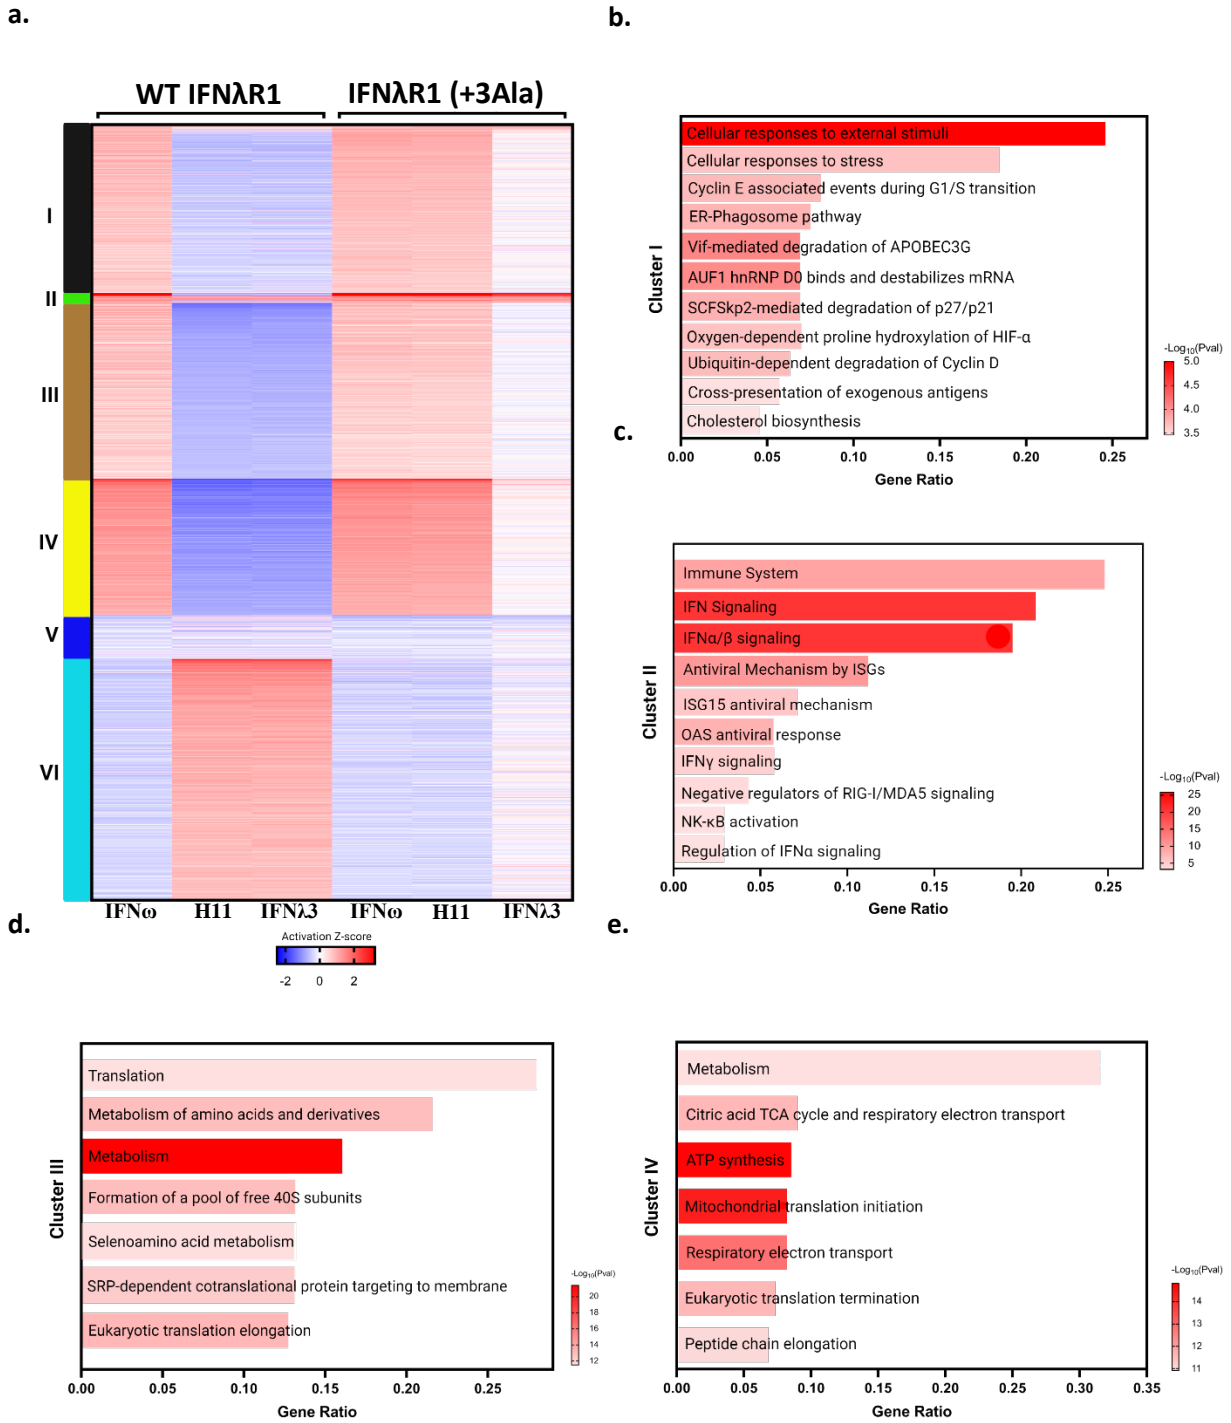 a.
WT IFNλR1
IFNλR1 (+3Ala)
I
II
III
IV
V
VI
IFNω
H11
IFNλ3
IFNω
H11
IFNλ3
Activation Z-score
-2
0
2
b.
Cluster I
Cellular responses to external stimuli
Cellular responses to stress
Cyclin E associated events during G1/S transition
ER-Phagosome pathway
Vif-mediated degradation of APOBEC3G
AUF1 hnRNP D0 binds and destabilizes mRNA
SCFSkp2-mediated degradation of p27/p21
Oxygen-dependent proline hydroxylation of HIF-α
Ubiquitin-dependent degradation of Cyclin D
Cross-presentation of exogenous antigens
Cholesterol biosynthesis
0.00
0.05
0.10
0.15
0.20
0.25
Gene Ratio
-Log₁₀(Pval)
5.0
4.5
4.0
3.5
c.
Cluster II
Immune System
IFN Signaling
IFNα/β signaling
Antiviral Mechanism by ISGs
ISG15 antiviral mechanism
OAS antiviral response
IFNγ signaling
Negative regulators of RIG-I/MDA5 signaling
NK-κB activation
Regulation of IFNα signaling
0.00
0.05
0.10
0.15
0.20
0.25
Gene Ratio
-Log₁₀(Pval)
25
20
15
10
5
d.
Cluster III
Translation
Metabolism of amino acids and derivatives
Metabolism
Formation of a pool of free 40S subunits
Selenoamino acid metabolism
SRP-dependent cotranslational protein targeting to membrane
Eukaryotic translation elongation
0.00
0.05
0.10
0.15
0.20
0.25
Gene Ratio
-Log₁₀(Pval)
20
18
16
14
12
e.
Cluster IV
Metabolism
Citric acid TCA cycle and respiratory electron transport
ATP synthesis
Mitochondrial translation initiation
Respiratory electron transport
Eukaryotic translation termination
Peptide chain elongation
0.00
0.05
0.10
0.15
0.20
0.25
0.30
0.35
Gene Ratio
-Log₁₀(Pval)
14
13
12
11